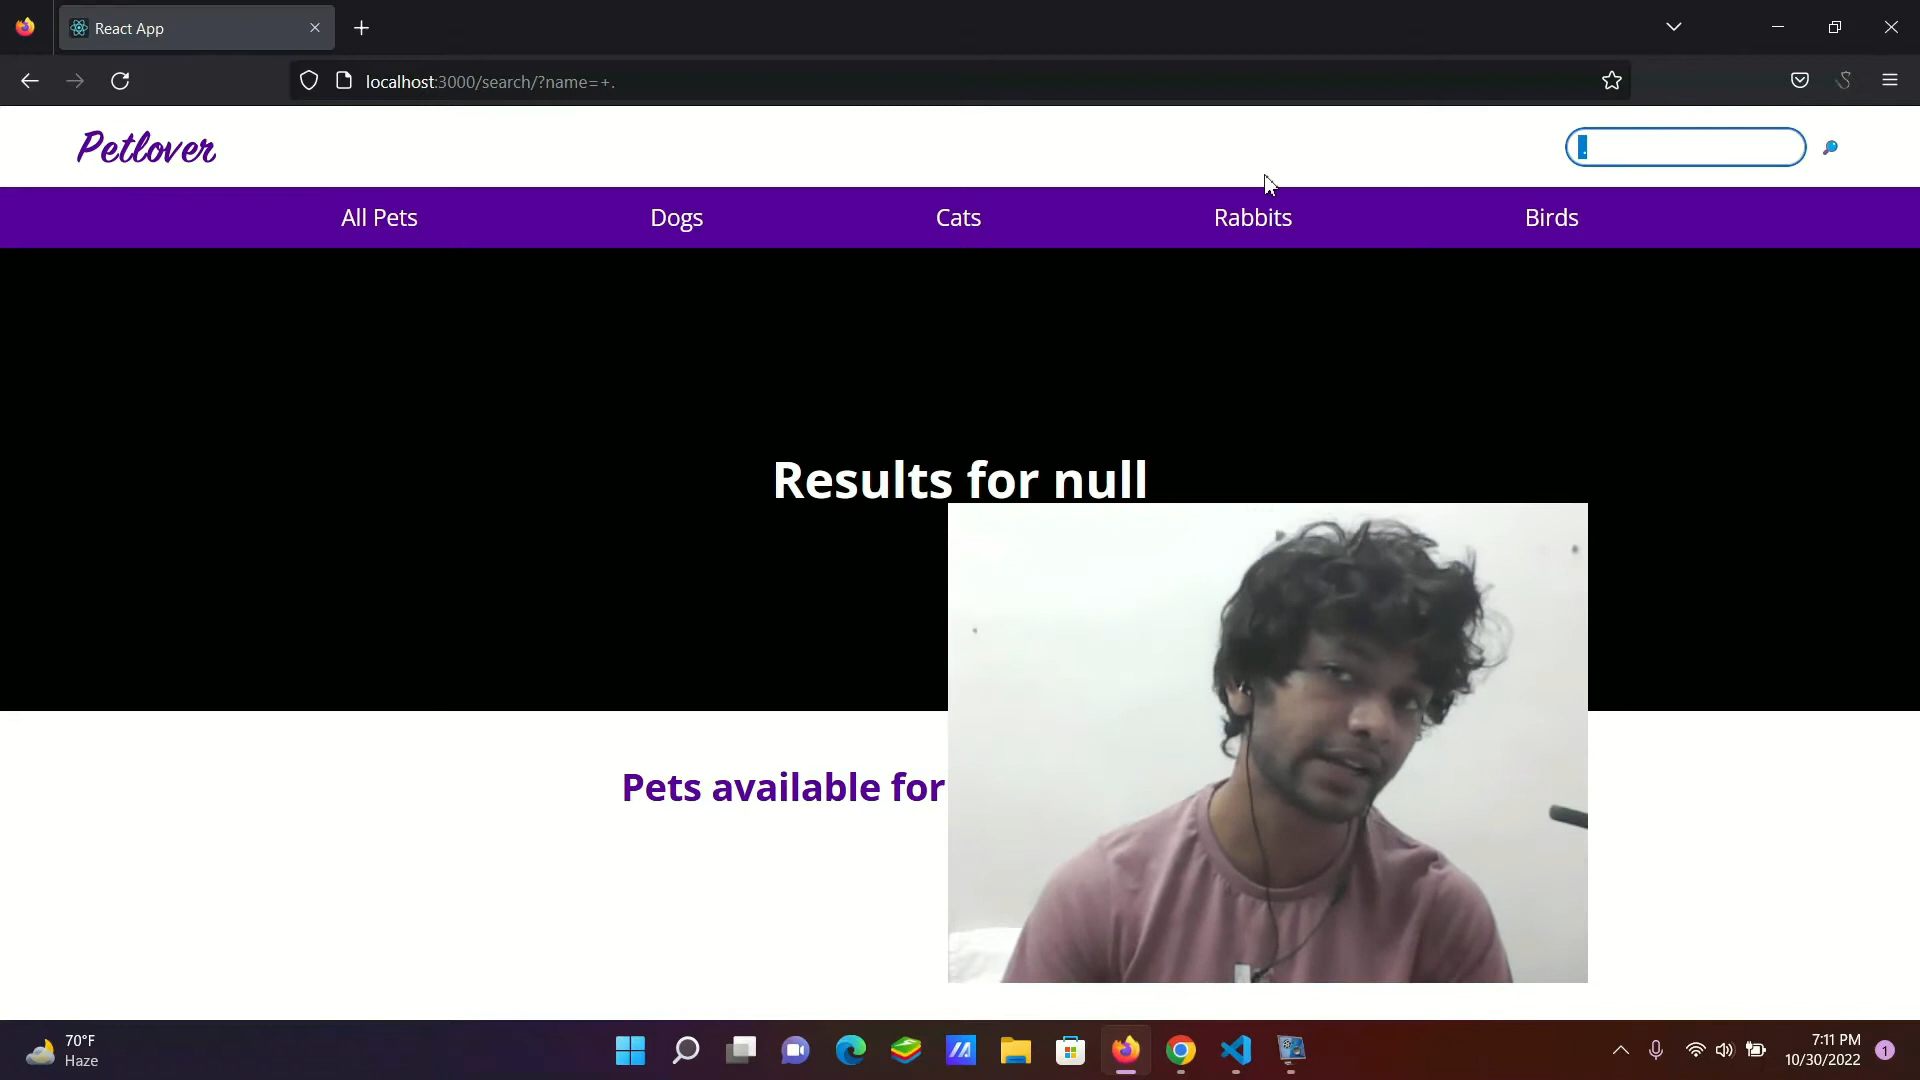 React App
localhost:3000/search/?name=+.
Petlover
.
All Pets
Dogs
Cats
Rabbits
Birds
Results for null
Pets available for
70°F
Haze
7:11 PM
10/30/2022
1